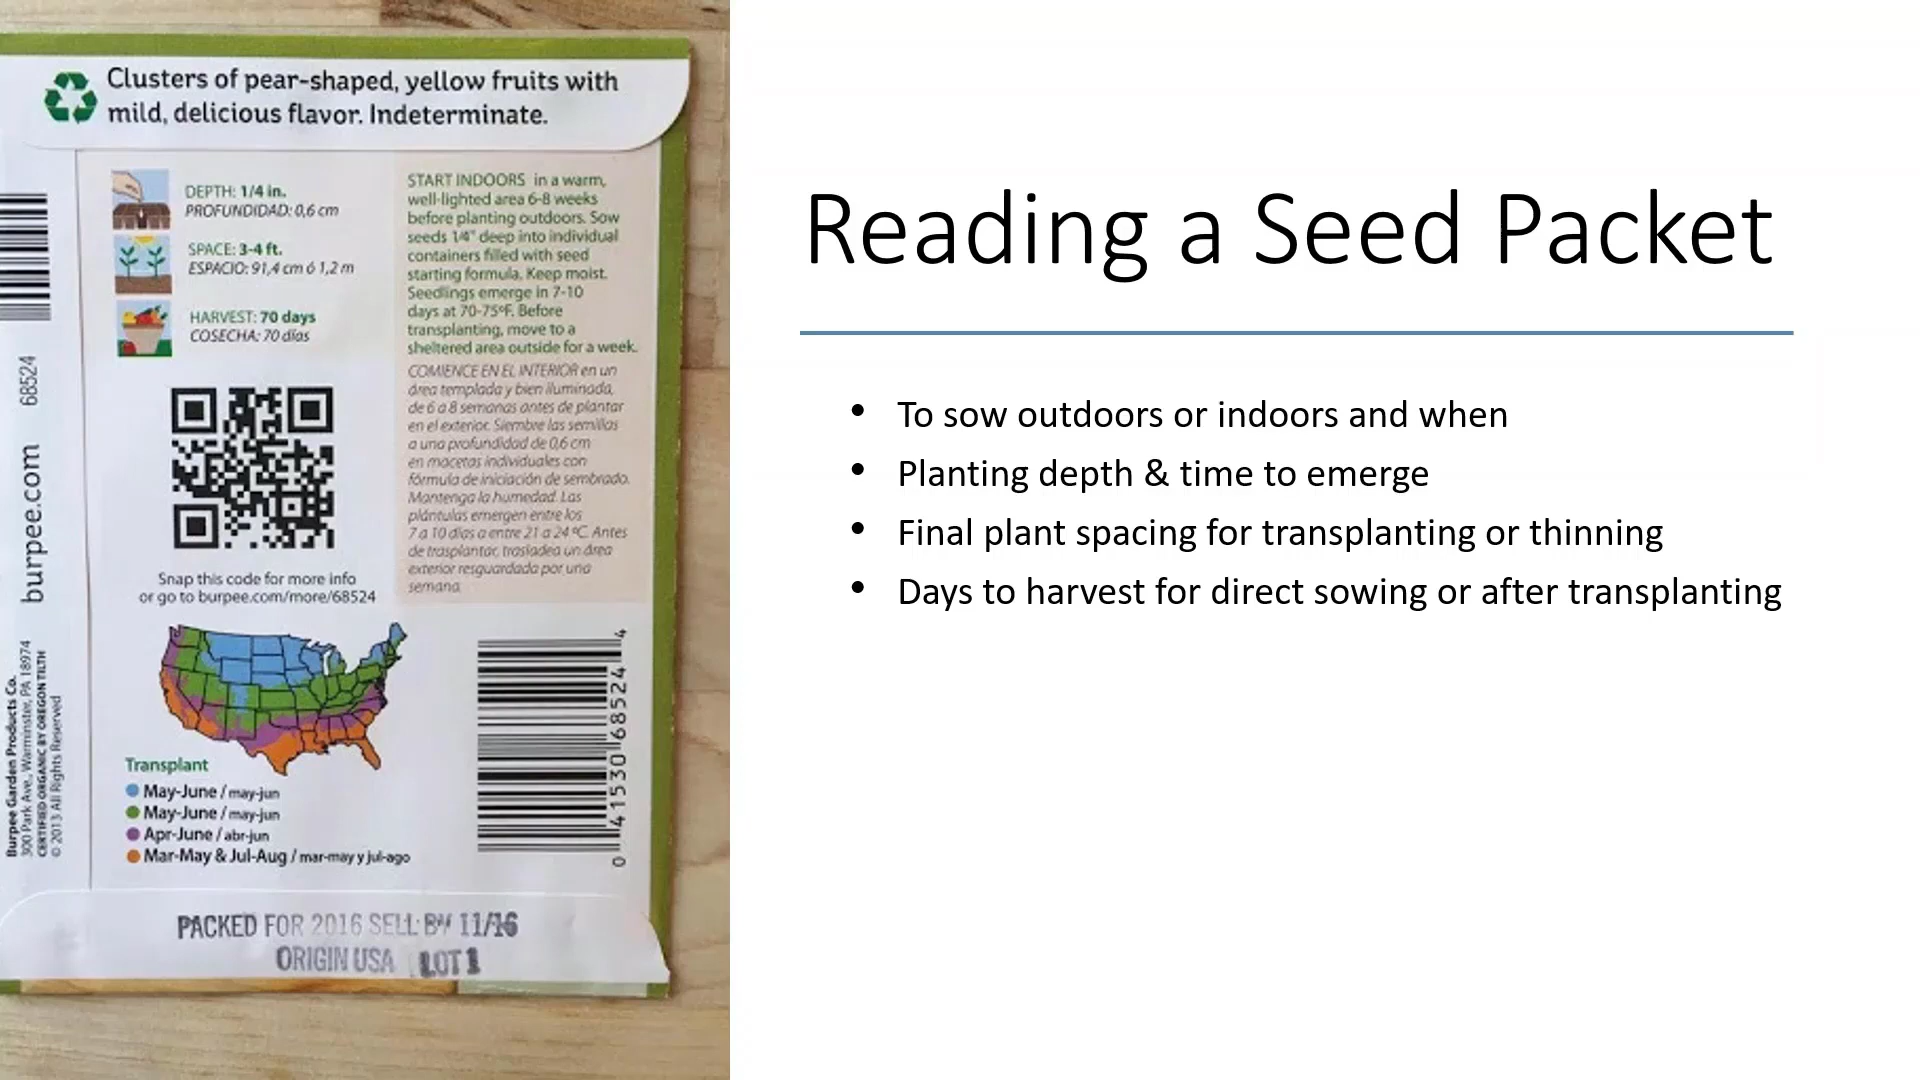 Clusters of pear-shaped, yellow fruits with
mild, delicious flavor. Indeterminate.
DEPTH: 1/4 in.
PROFUNDIDAD: 0,6 cm
SPACE: 3-4 ft.
ESPACIO: 91,4 cm ó 1,2 m
HARVEST: 70 days
COSECHA: 70 días
START INDOORS in a warm,
well-lighted area 6-8 weeks
before planting outdoors. Sow
seeds 1/4" deep into individual
containers filled with seed
starting formula. Keep moist.
Seedlings emerge in 7-10
days at 70-75ºF. Before
transplanting, move to a
sheltered area outside for a week.
COMIENCE EN EL INTERIOR en un
área templada y bien iluminada,
de 6 a 8 semanas antes de plantar
en el exterior. Siembre las semillas
a una profundidad de 0,6 cm
en macetas individuales con
fórmula de iniciación de sembrado.
Mantenga la humedad. Las
plántulas emergen entre los
7 a 10 días a entre 21 a 24 ºC. Antes
de trasplantar, trasladea un área
exterior resguardada por una
semana.
Snap this code for more info
or go to burpee.com/more/68524
Transplant
May-June / may-jun
May-June / may-jun
Apr-June / abr-jun
Mar-May & Jul-Aug / mar-may y jul-ago
0 41530 68524 4
burpee.com 68524
Burpee Garden Products Co.
300 Park Ave., Warminster, PA 18974
CERTIFIED ORGANIC BY OREGON TILTH
© 2013 All Rights Reserved
PACKED FOR 2016 SELL BY 11/16
ORIGIN USA LOT 1
Reading a Seed Packet
• To sow outdoors or indoors and when
• Planting depth & time to emerge
• Final plant spacing for transplanting or thinning
• Days to harvest for direct sowing or after transplanting